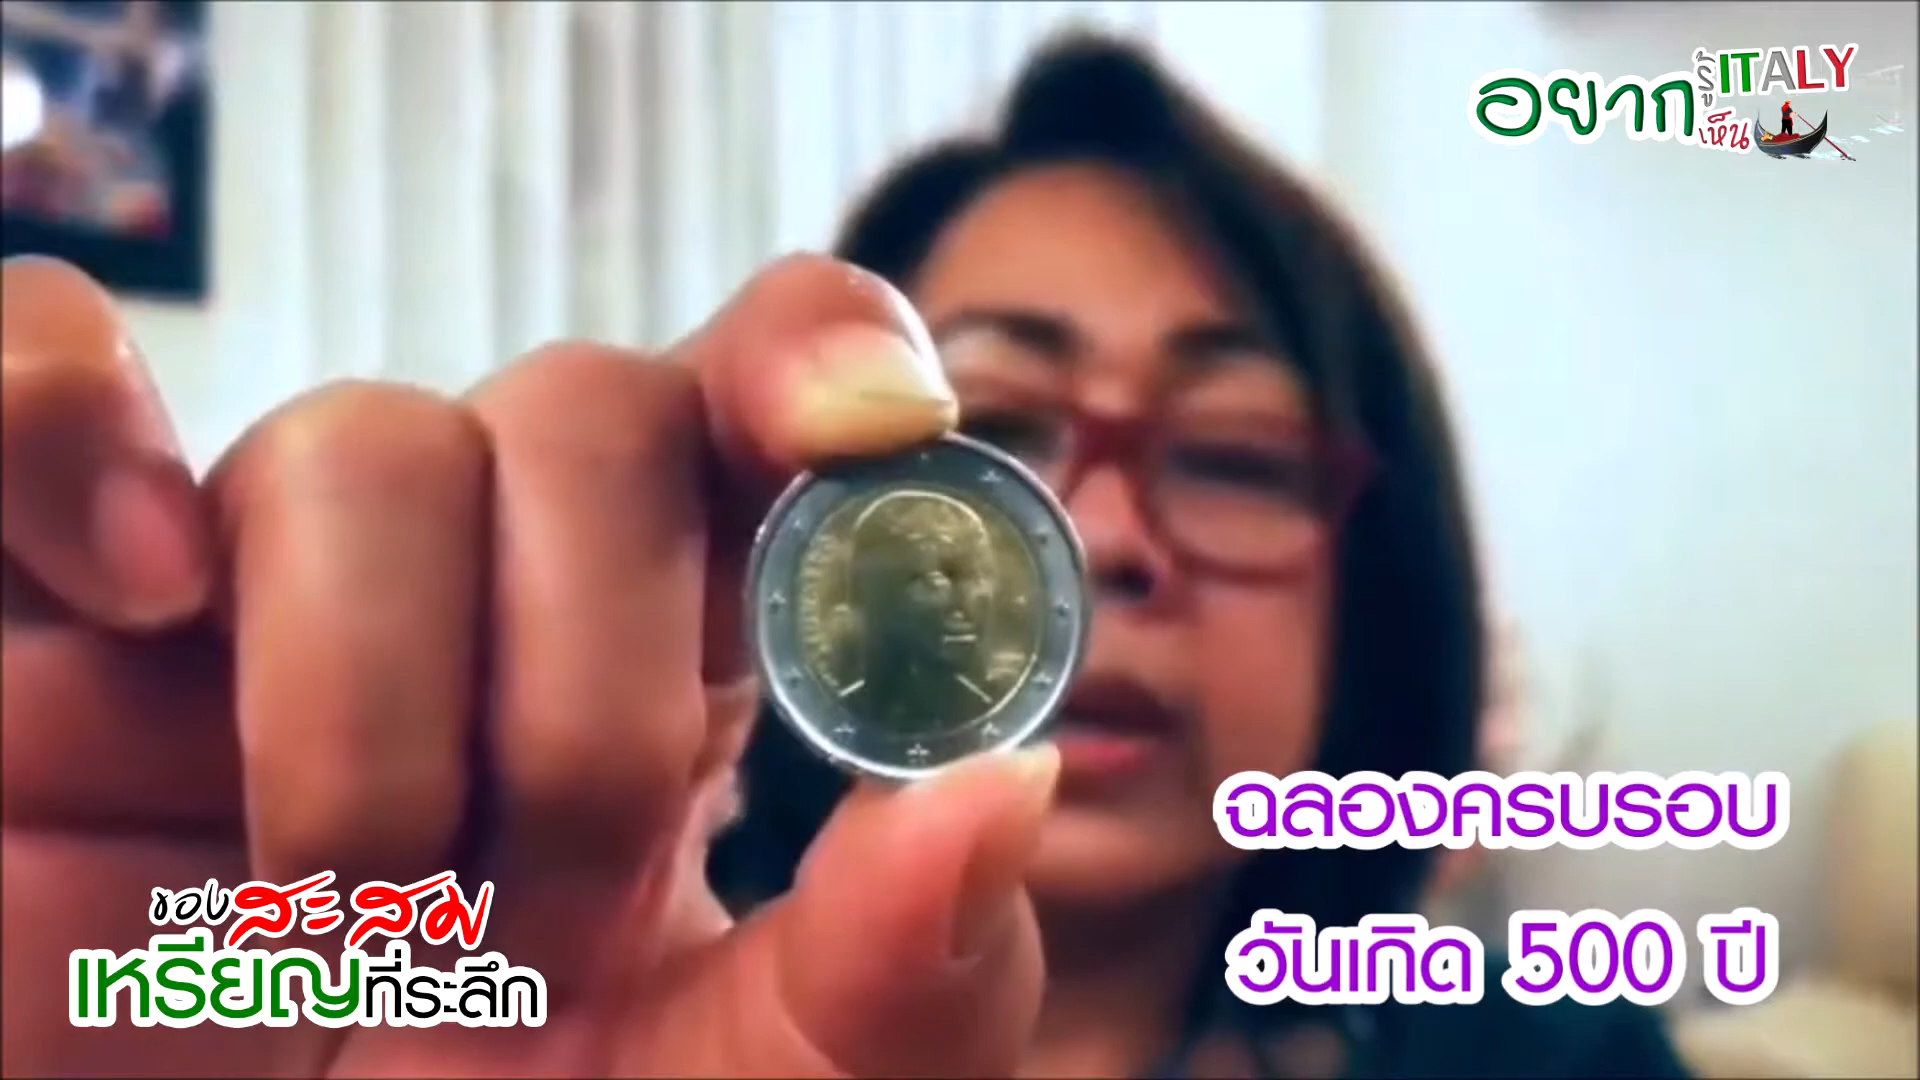 อยากรู้เห็น ITALY
ฉลองครบรอบ
วันเกิด 500 ปี
ชอบสะสม
เหรียญที่ระลึก